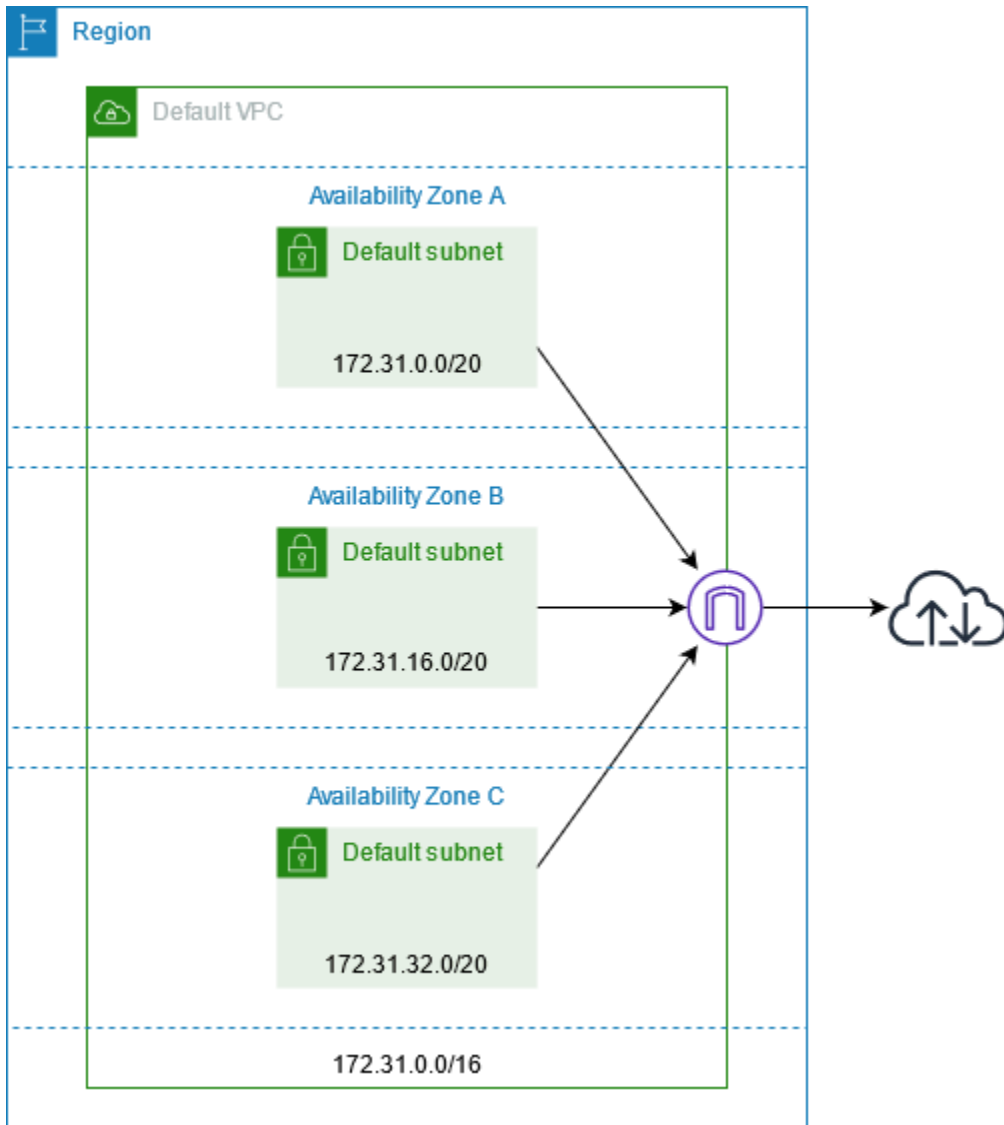 Region
Default VPC
Availability Zone A
Default subnet
172.31.0.0/20
Availability Zone B
Default subnet
172.31.16.0/20
Availability Zone C
Default subnet
172.31.32.0/20
172.31.0.0/16